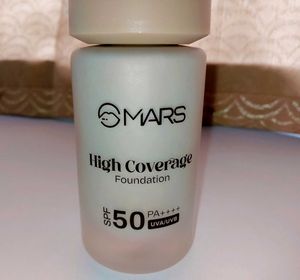 MARS
High Coverage
Foundation
SPF 50 PA++++
UVA/UVB